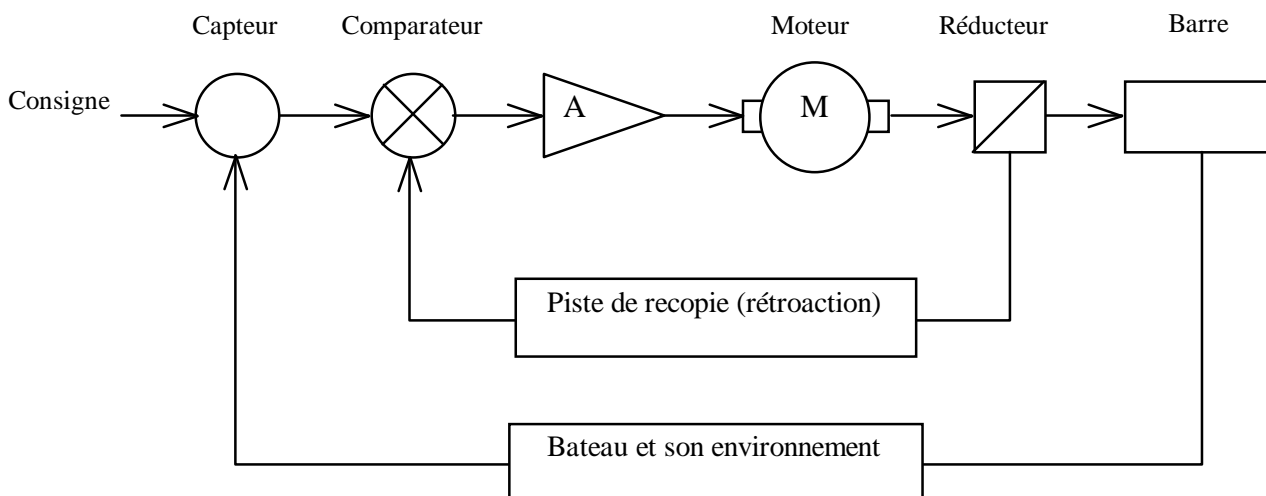 Capteur Comparateur Moteur Réducteur Barre
Consigne
A
M
Piste de recopie (rétroaction)
Bateau et son environnement